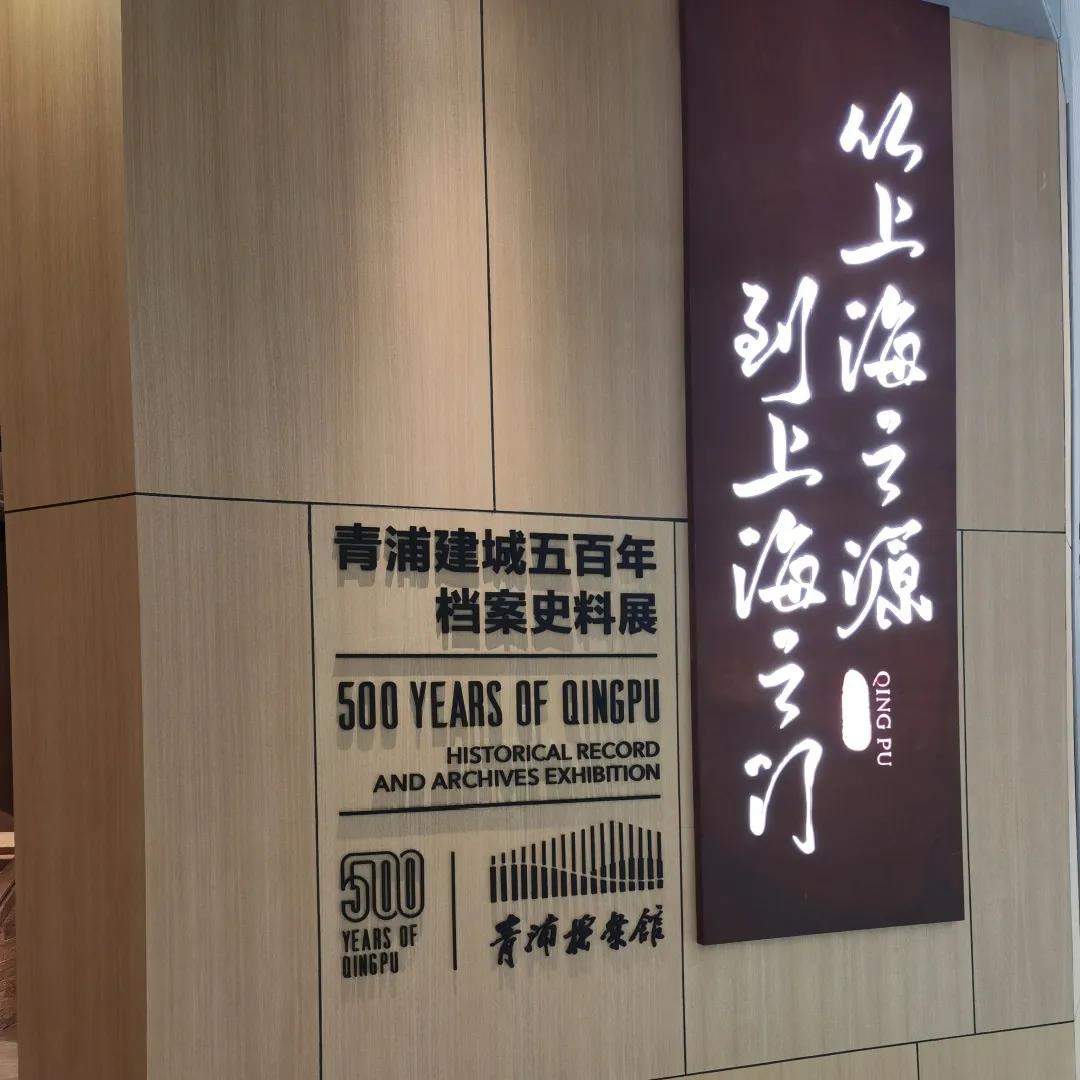 从上海之源
到上海之门
QING PU
青浦建城五百年
档案史料展
500 YEARS OF QINGPU
HISTORICAL RECORD
AND ARCHIVES EXHIBITION
500
YEARS OF
QINGPU
青浦档案馆